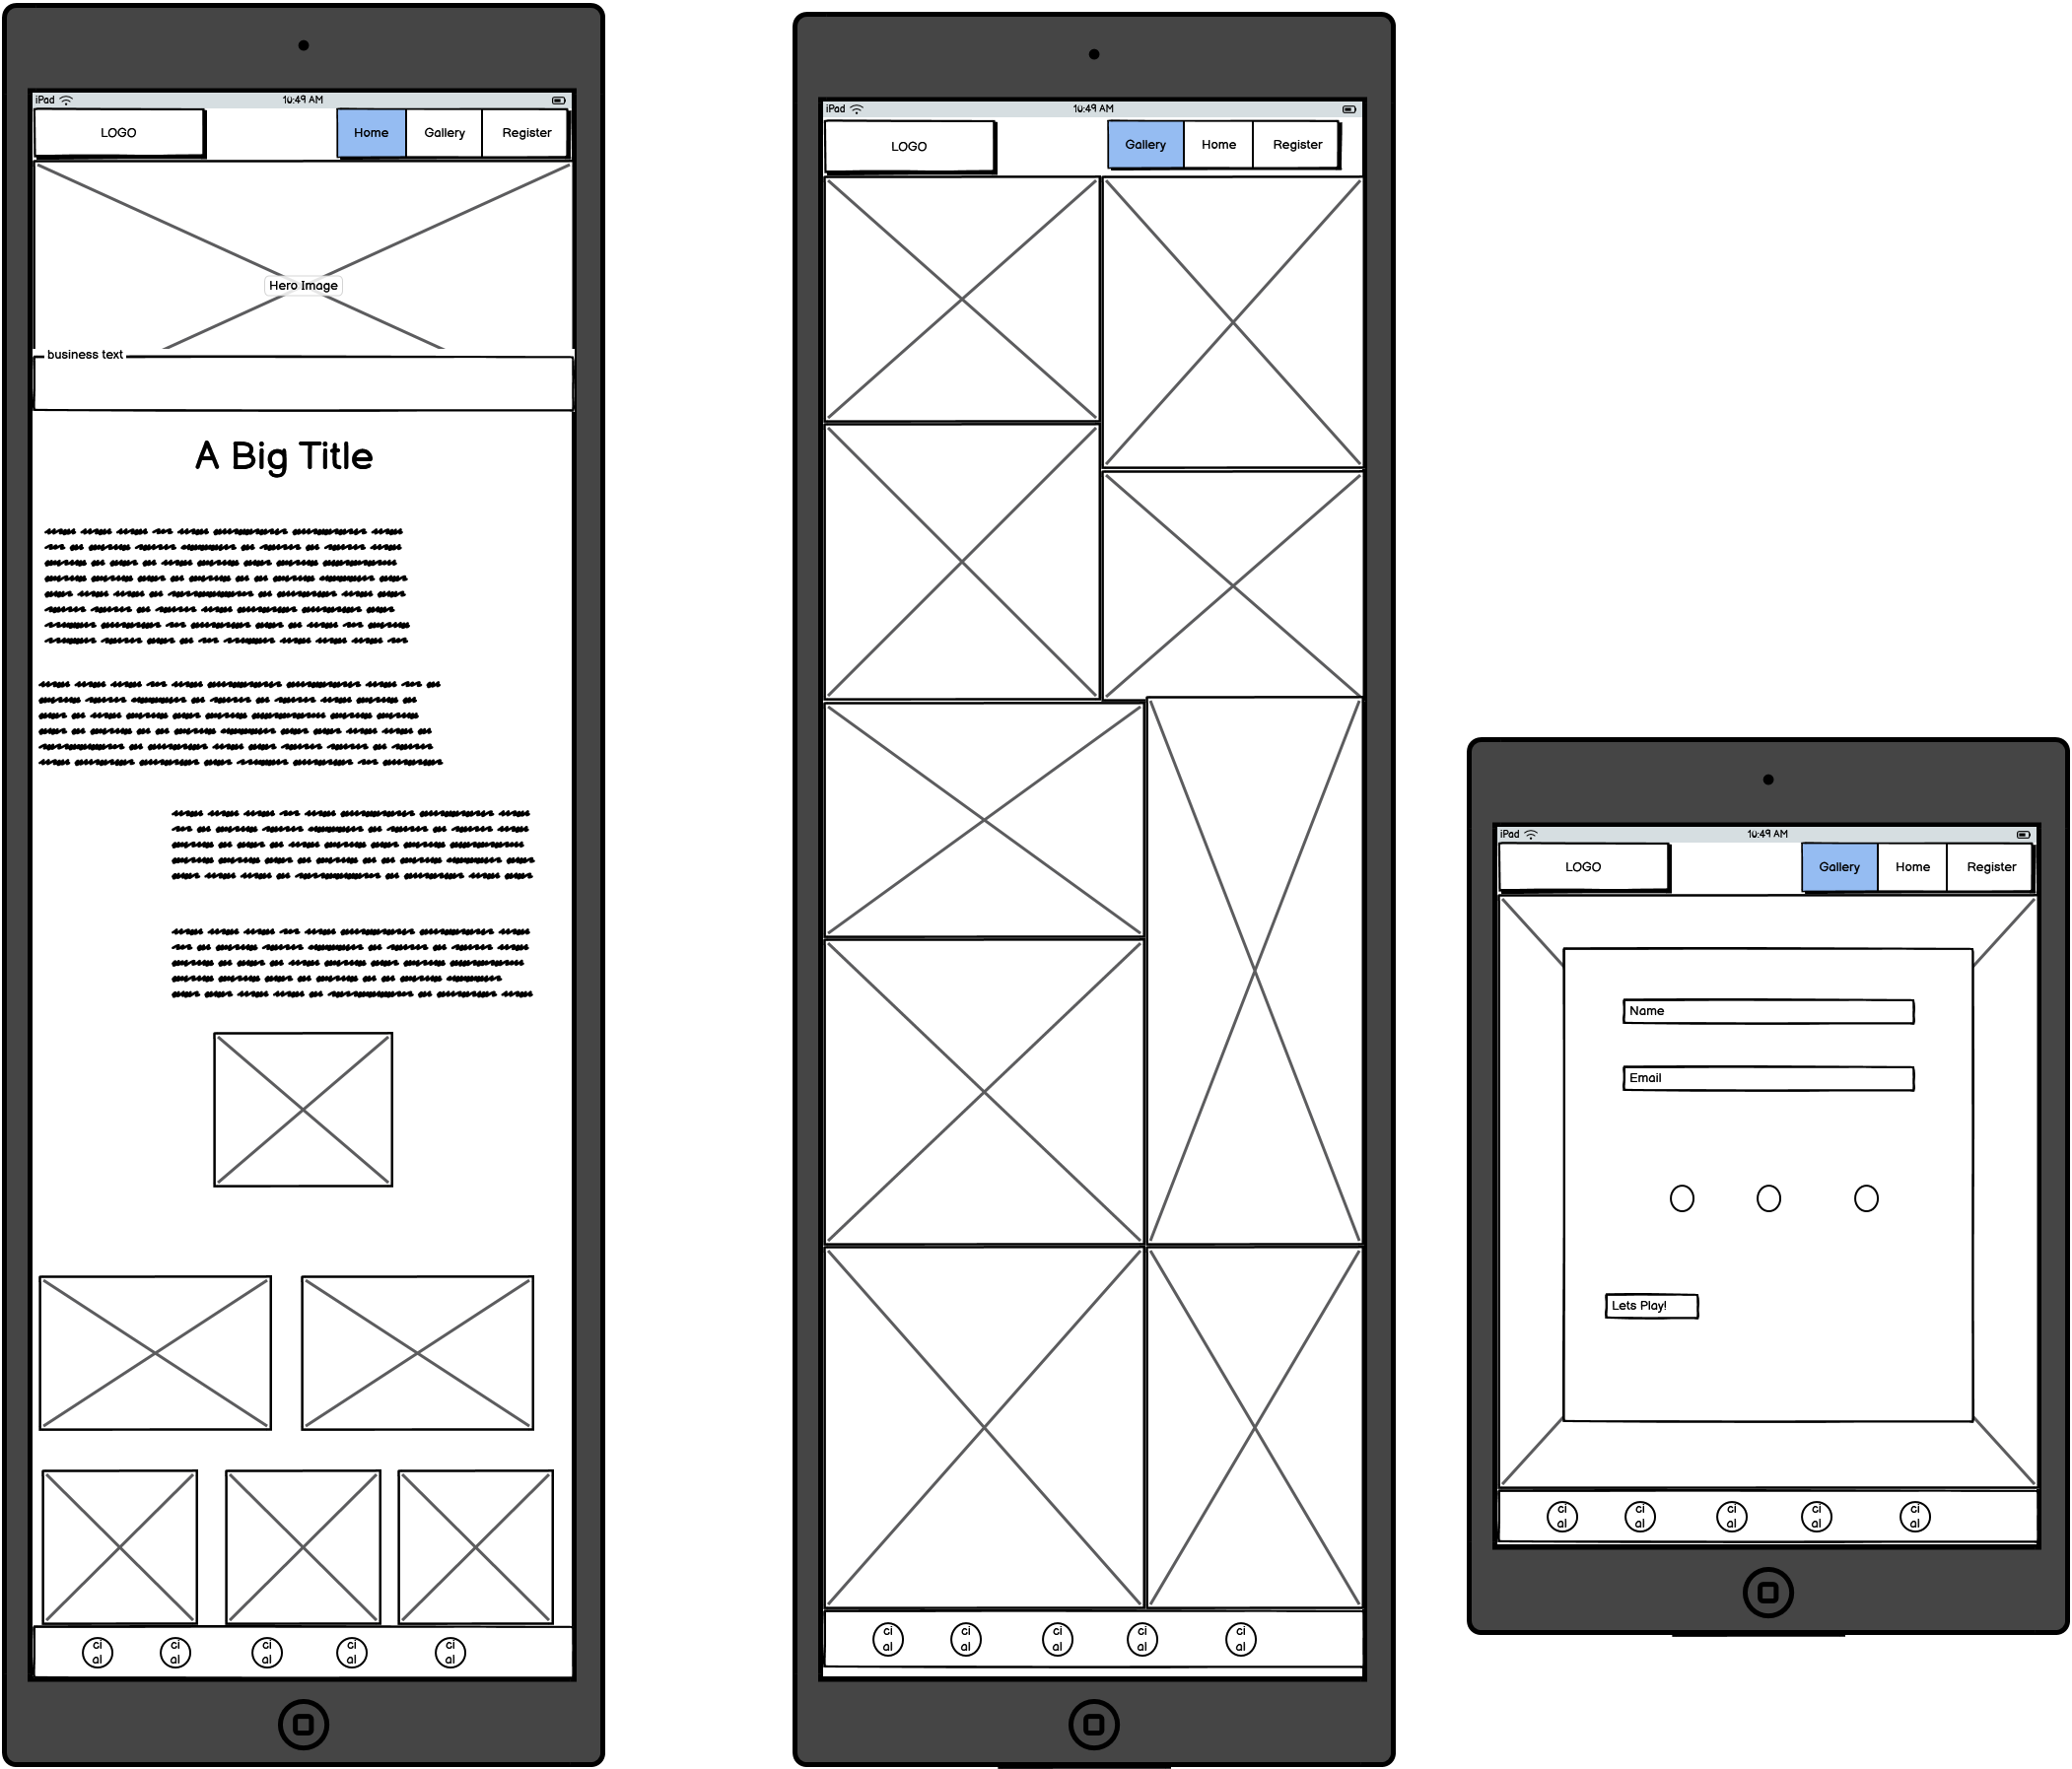 iPad 10:49 AM
LOGO Home Gallery Register
Hero Image
business text
A Big Title
ci
al
ci
al
ci
al
ci
al
ci
al
iPad 10:49 AM
LOGO Gallery Home Register
ci
al
ci
al
ci
al
ci
al
ci
al
iPad 10:49 AM
LOGO Gallery Home Register
Name
Email
Lets Play!
ci
al
ci
al
ci
al
ci
al
ci
al